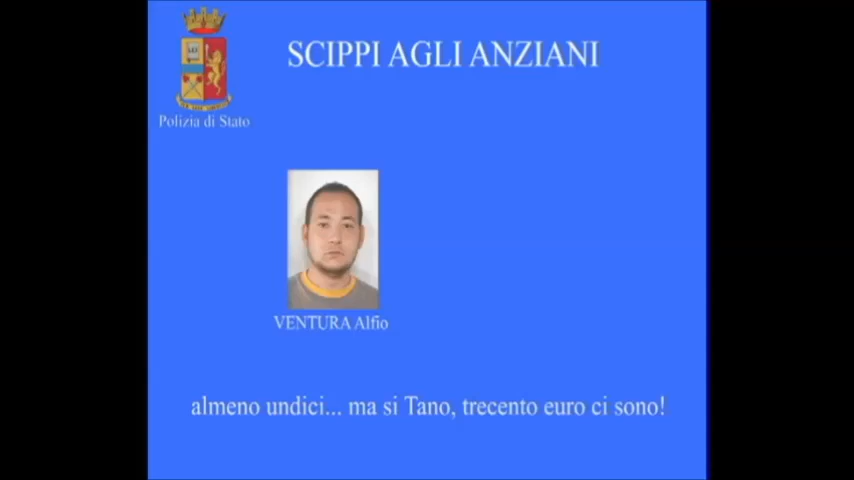 SCIPPI AGLI ANZIANI
Polizia di Stato
VENTURA Alfio
almeno undici... ma si Tano, trecento euro ci sono!